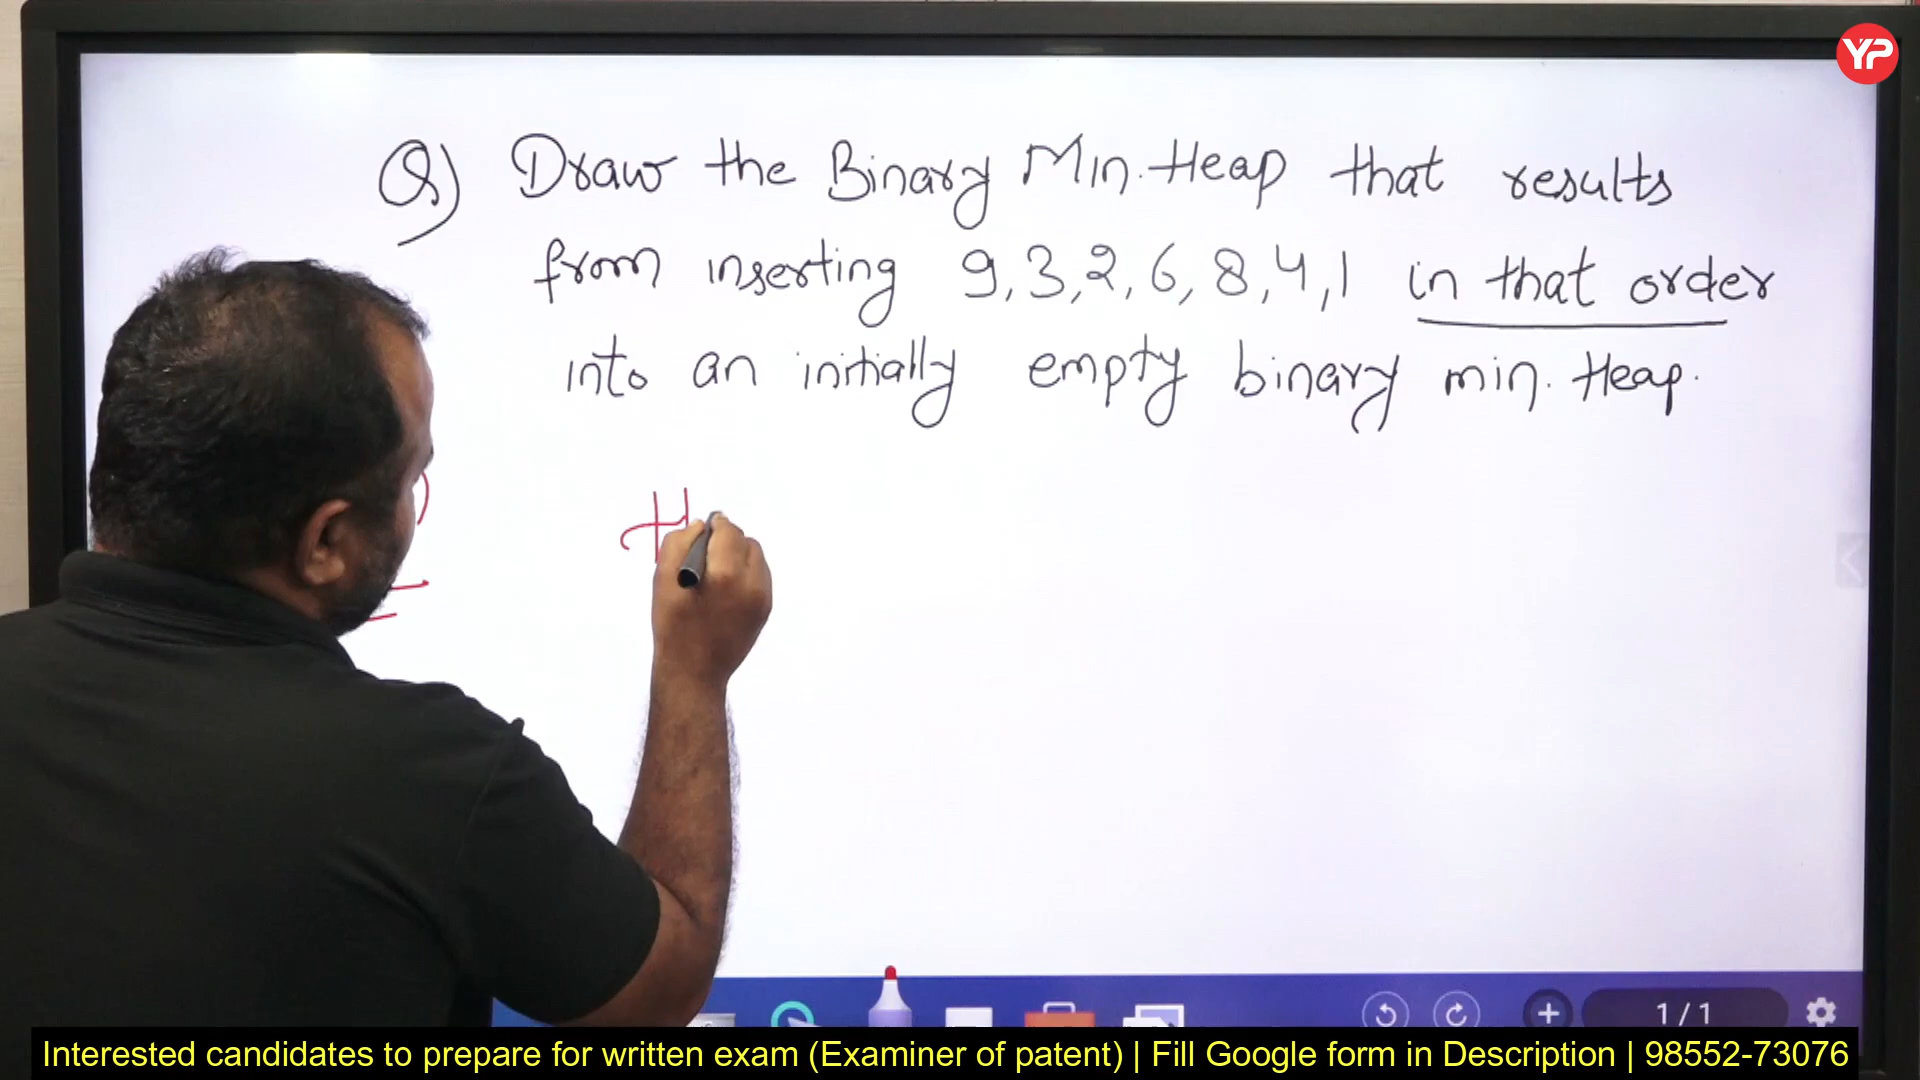 YP
Q) Draw the Binary Min. Heap that results
from inserting 9, 3, 2, 6, 8, 4, 1 in that order
into an initially empty binary min. Heap.
H
1 / 1
Interested candidates to prepare for written exam (Examiner of patent) | Fill Google form in Description | 98552-73076